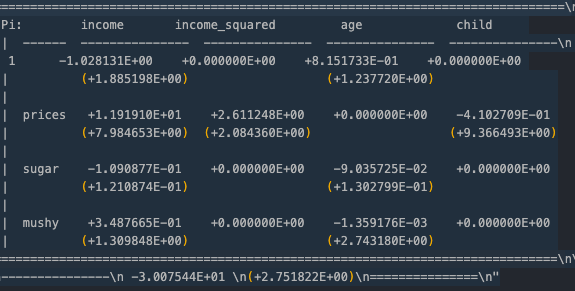 ==============================================================\n
Pi:       income      income_squared       age            child
|  ------  ---------------  ---------------  ---------------  ---------------\n
 1     -1.028131E+00   +0.000000E+00   +8.151733E-01   +0.000000E+00
|      (+1.885198E+00)                 (+1.237720E+00)
|
|  prices  +1.191910E+01   +2.611248E+00   +0.000000E+00   -4.102709E-01
|          (+7.984653E+00) (+2.084360E+00)                 (+9.366493E+00)
|
|  sugar   -1.090877E-01   +0.000000E+00   -9.035725E-02   +0.000000E+00
|          (+1.210874E-01)                 (+1.302799E-01)
|
|  mushy   +3.487665E-01   +0.000000E+00   -1.359176E-03   +0.000000E+00
|          (+1.309848E+00)                 (+2.743180E+00)
==============================================================\n\
---------------\n -3.007544E+01 \n(+2.751822E+00)\n===============\n"